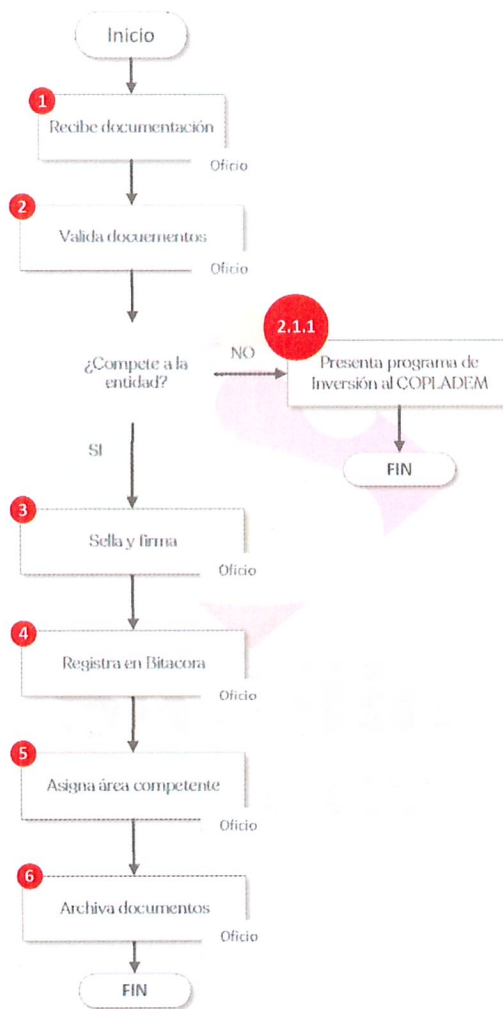 Inicio
1
Recibe documentación
Oficio
2
Valida docuementos
Oficio
¿Compete a la
entidad?
NO
2.1.1
Presenta programa de
Inversión al COPLADEM
FIN
SI
3
Sella y firma
Oficio
4
Registra en Bitacora
Oficio
5
Asigna área competente
Oficio
6
Archiva documentos
Oficio
FIN